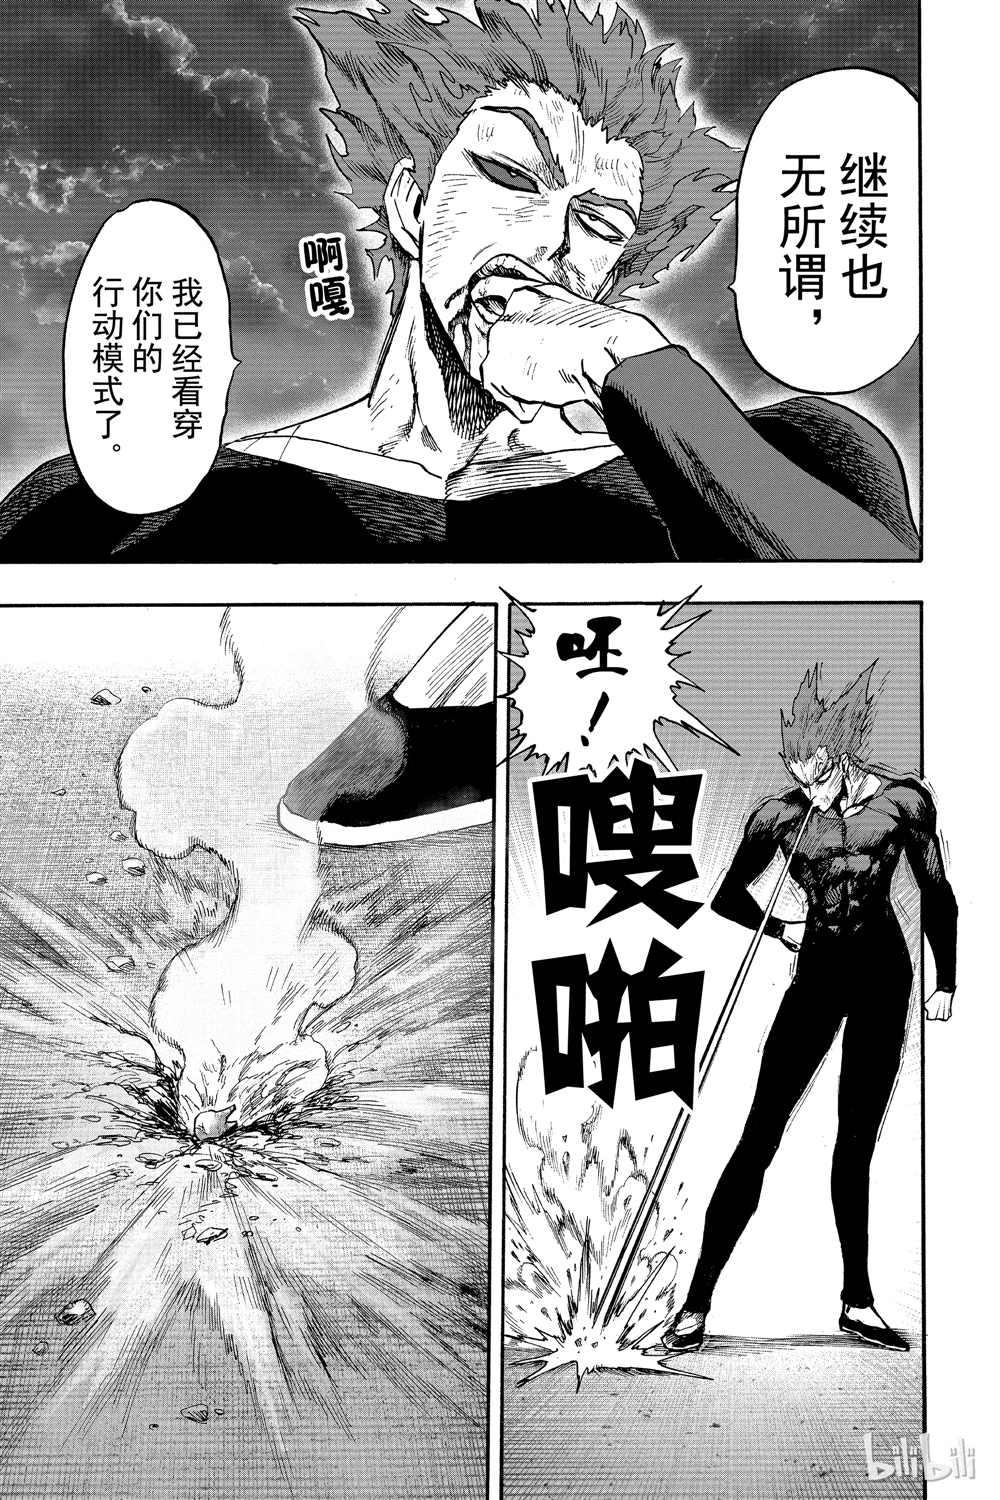 继续也
无所谓，
啊
嘎
我已经看穿
你们的
行动模式了。
呸！
嗖
啪
bilibili